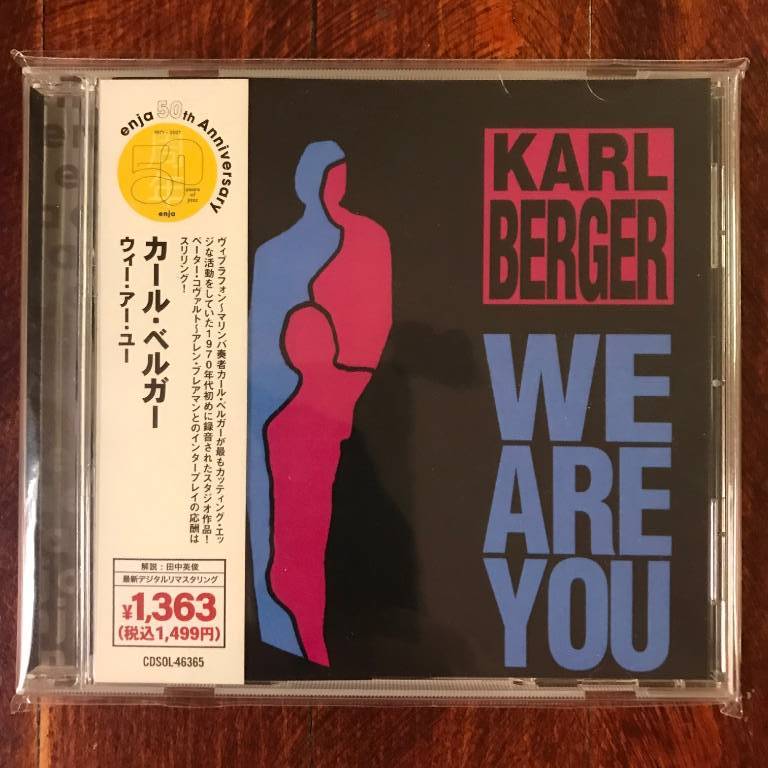 enja 50th Anniversary
1971 - 2021
50
years of jazz
enja
カール・ベルガー
ウィー・アー・ユー
ヴィブラフォン～マリンバ奏者カール・ベルガーが最もカッティング・エッ
ジな活動をしていた1970年代初めに録音されたスタジオ作品！
ペーター・コヴァルト～アレン・ブレアマンとのインタープレイの応酬は
スリリング！
解説：田中英俊
最新デジタルリマスタリング
¥1,363
(税込1,499円)
CDSOL-46365
KARL
BERGER
WE
ARE
YOU